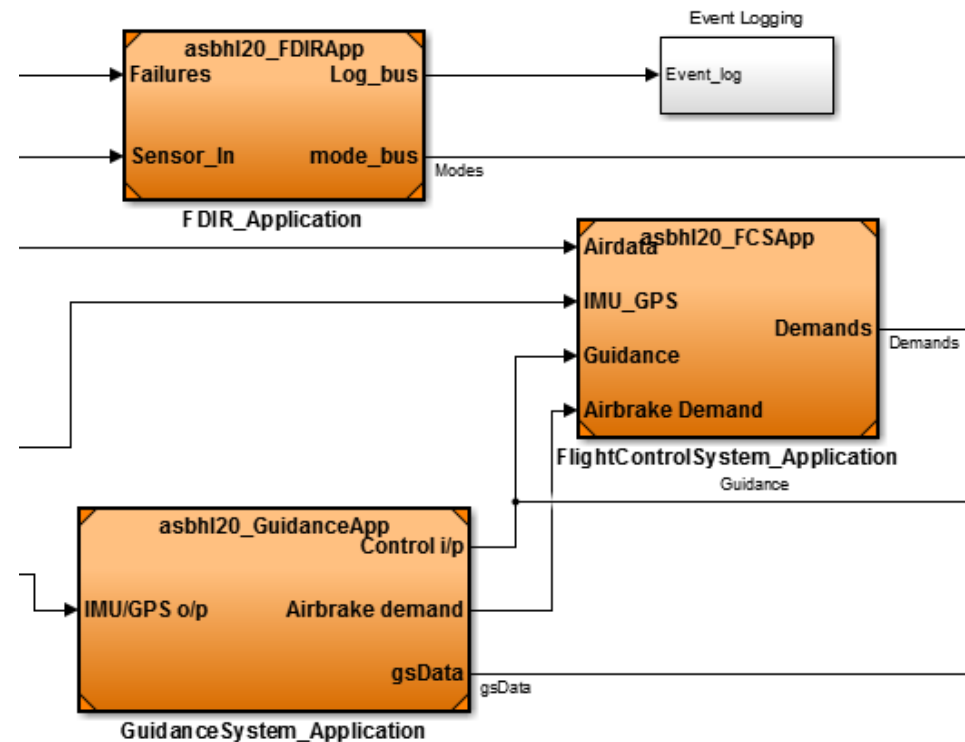 Event Logging
asbhl20_FDIRApp
Failures
Log_bus
Event_log
Sensor_In
mode_bus
Modes
FDIR_Application
asbhl20_FCSApp
Airdata
IMU_GPS
Demands
Demands
Guidance
Airbrake Demand
FlightControlSystem_Application
Guidance
asbhl20_GuidanceApp
Control i/p
IMU/GPS o/p
Airbrake demand
gsData
gsData
GuidanceSystem_Application